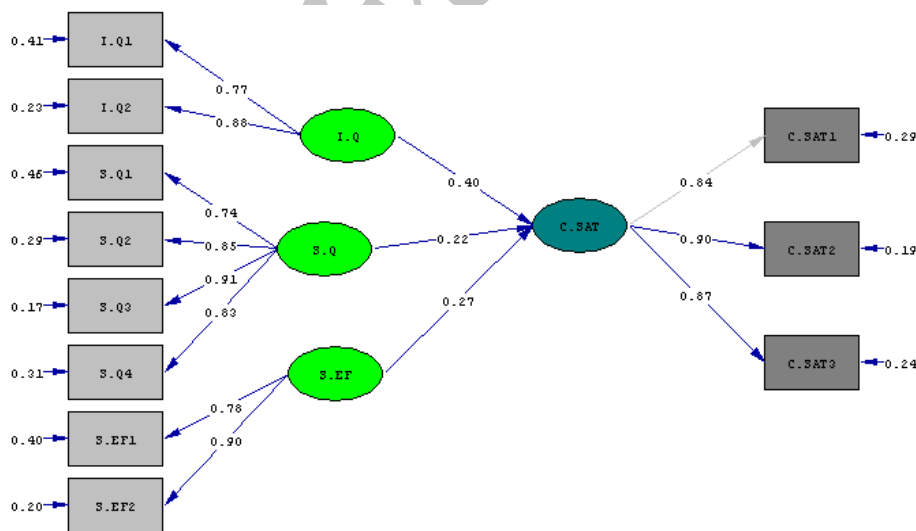 0.41 I.Q1
0.23 I.Q2
0.46 S.Q1
0.29 S.Q2
0.17 S.Q3
0.31 S.Q4
0.40 S.EF1
0.20 S.EF2
0.77
0.88
0.74
0.85
0.91
0.83
0.78
0.90
I.Q
S.Q
S.EF
0.40
0.22
0.27
C.SAT
0.84
0.90
0.87
C.SAT1 0.29
C.SAT2 0.19
C.SAT3 0.24